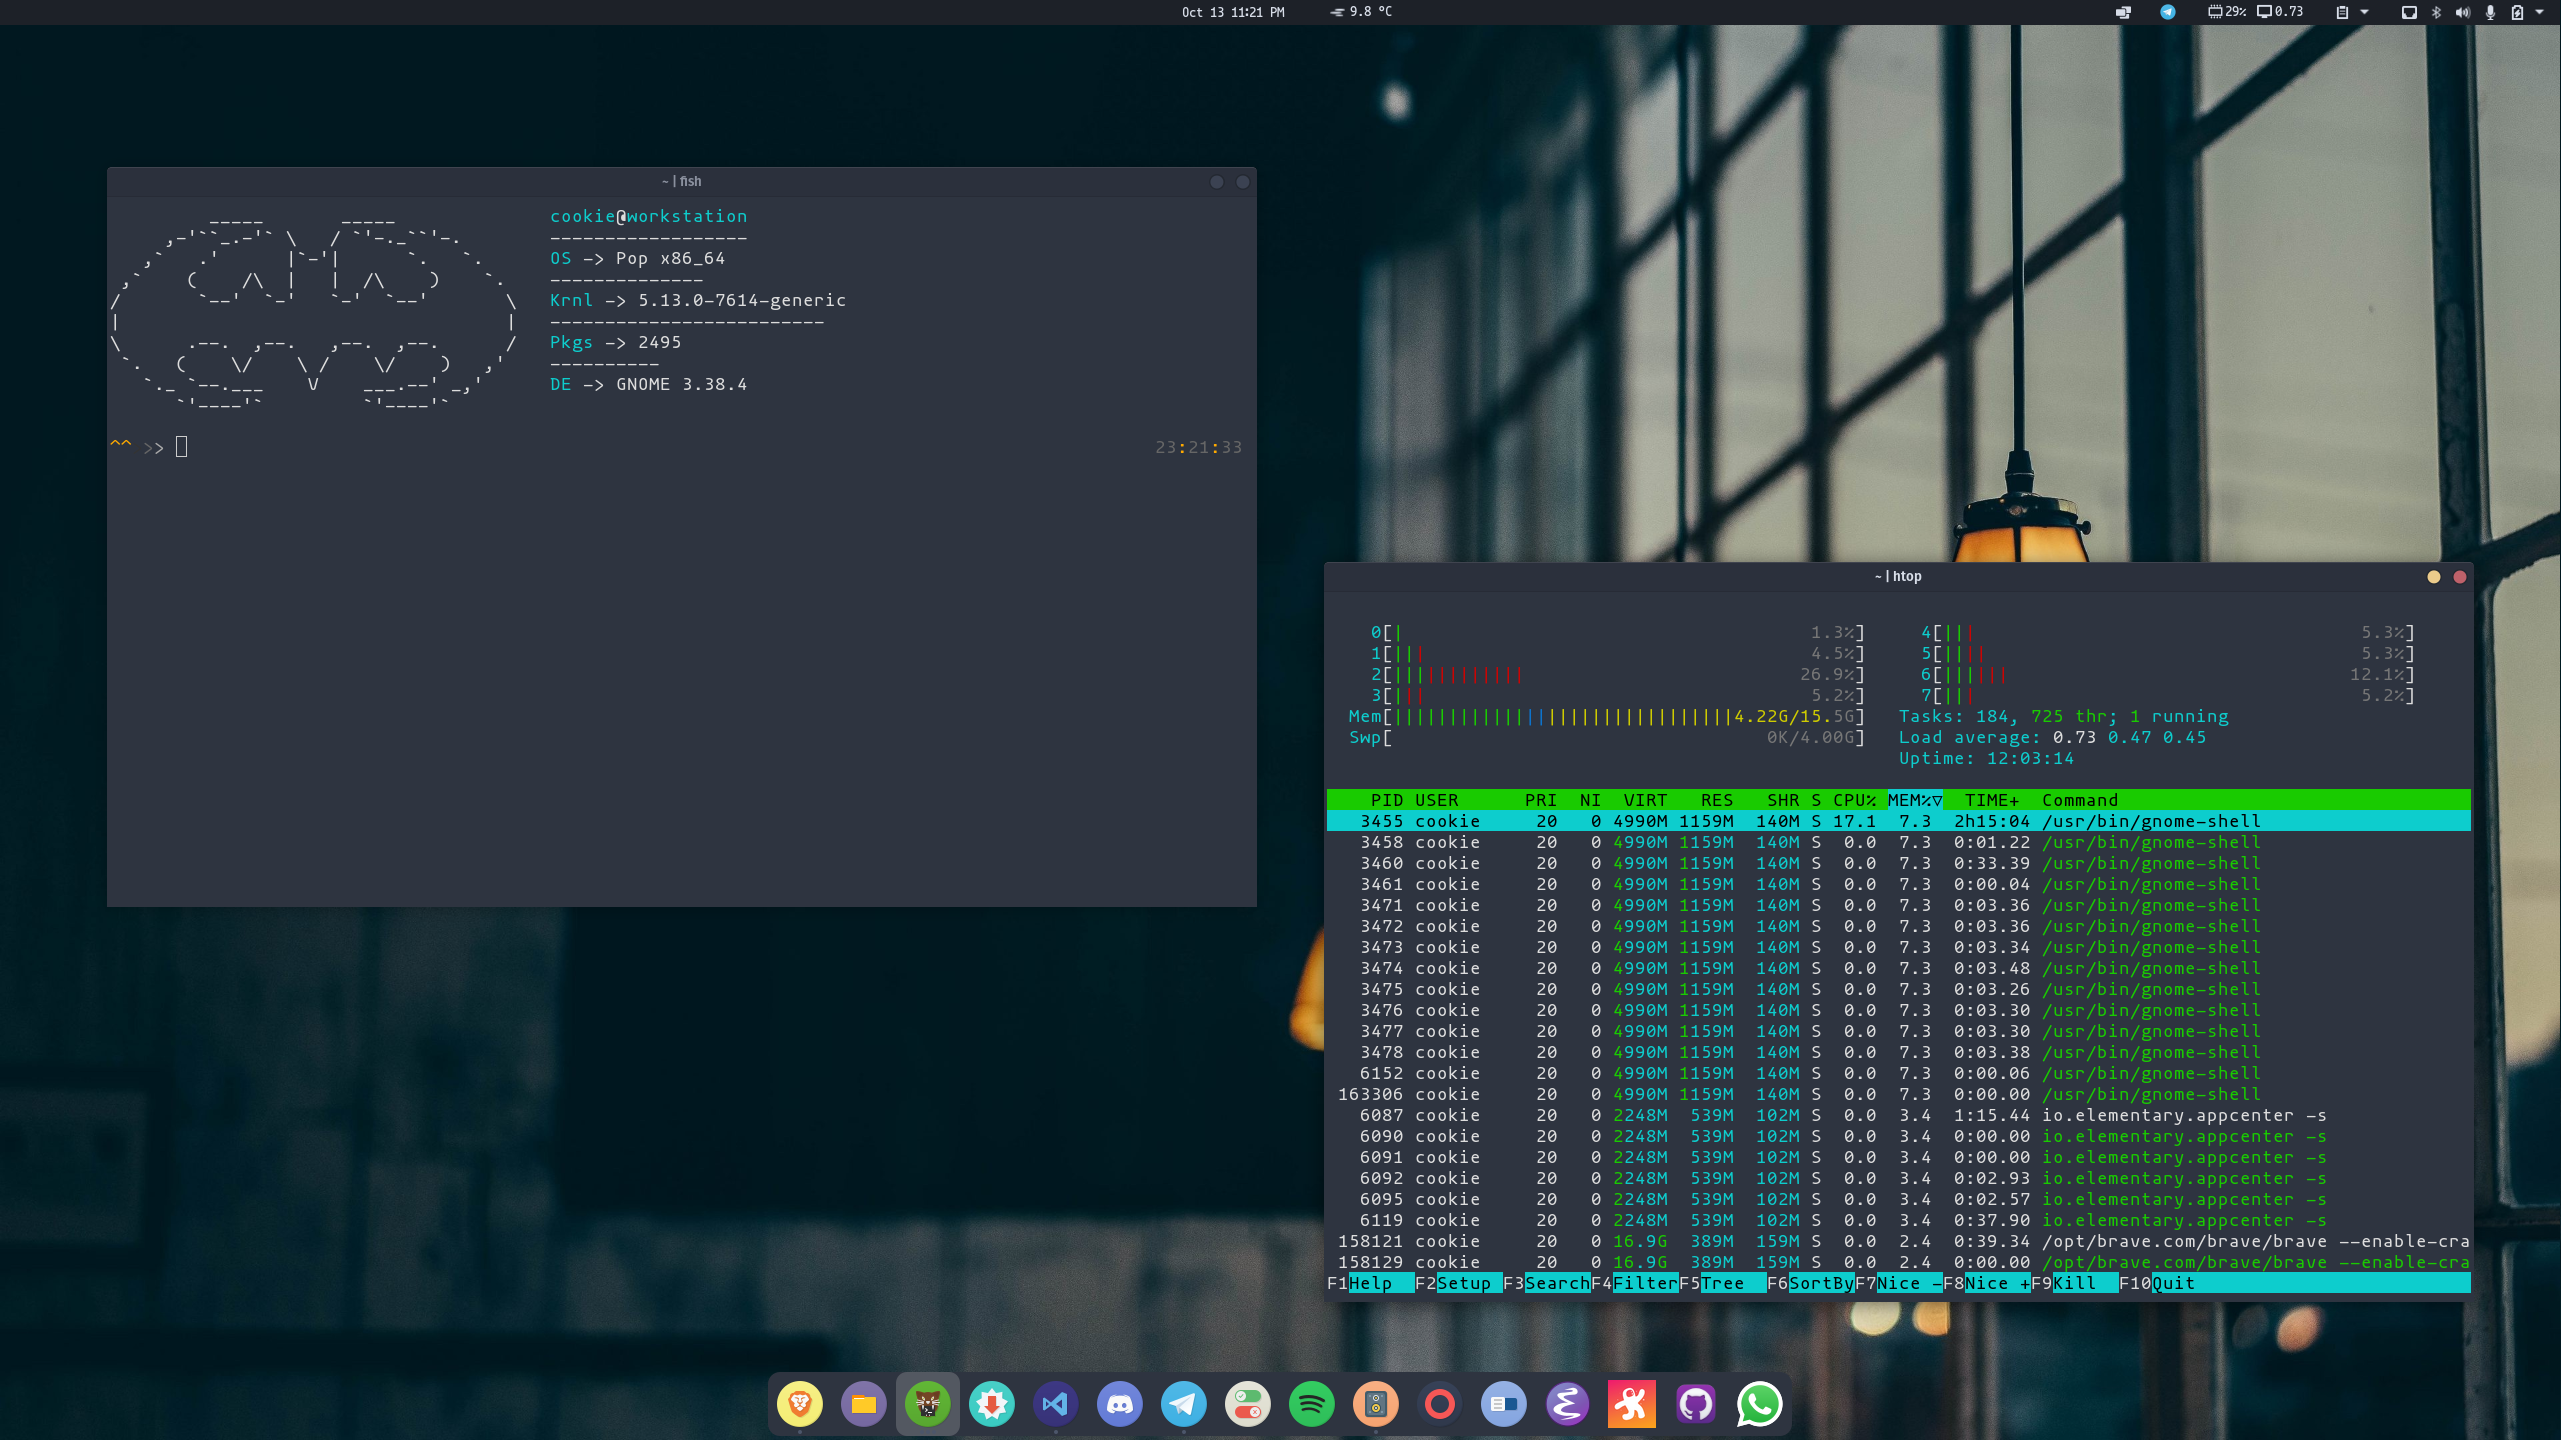 Oct 13 11:21 PM
9.8 °C
29%
0.73
~ | fish
cookie@workstation
------------------
OS -> Pop x86_64
--------------
Krnl -> 5.13.0-7614-generic
-------------------------
Pkgs -> 2495
----------
DE -> GNOME 3.38.4
^^ >>
23:21:33
~ | htop
0[| 1.3%] 4[||| 5.3%]
1[||| 4.5%] 5[|||| 5.3%]
2[|||||||||||| 26.9%] 6[|||||| 12.1%]
3[||| 5.2%] 7[||| 5.2%]
Mem[|||||||||||||||||||||||||||||||4.22G/15.5G] Tasks: 184, 725 thr; 1 running
Swp[ 0K/4.00G] Load average: 0.73 0.47 0.45
Uptime: 12:03:14
PID USER PRI NI VIRT RES SHR S CPU% MEM%▽ TIME+ Command
3455 cookie 20 0 4990M 1159M 140M S 17.1 7.3 2h15:04 /usr/bin/gnome-shell
3458 cookie 20 0 4990M 1159M 140M S 0.0 7.3 0:01.22 /usr/bin/gnome-shell
3460 cookie 20 0 4990M 1159M 140M S 0.0 7.3 0:33.39 /usr/bin/gnome-shell
3461 cookie 20 0 4990M 1159M 140M S 0.0 7.3 0:00.04 /usr/bin/gnome-shell
3471 cookie 20 0 4990M 1159M 140M S 0.0 7.3 0:03.36 /usr/bin/gnome-shell
3472 cookie 20 0 4990M 1159M 140M S 0.0 7.3 0:03.36 /usr/bin/gnome-shell
3473 cookie 20 0 4990M 1159M 140M S 0.0 7.3 0:03.34 /usr/bin/gnome-shell
3474 cookie 20 0 4990M 1159M 140M S 0.0 7.3 0:03.48 /usr/bin/gnome-shell
3475 cookie 20 0 4990M 1159M 140M S 0.0 7.3 0:03.26 /usr/bin/gnome-shell
3476 cookie 20 0 4990M 1159M 140M S 0.0 7.3 0:03.30 /usr/bin/gnome-shell
3477 cookie 20 0 4990M 1159M 140M S 0.0 7.3 0:03.30 /usr/bin/gnome-shell
3478 cookie 20 0 4990M 1159M 140M S 0.0 7.3 0:03.38 /usr/bin/gnome-shell
6152 cookie 20 0 4990M 1159M 140M S 0.0 7.3 0:00.06 /usr/bin/gnome-shell
163306 cookie 20 0 4990M 1159M 140M S 0.0 7.3 0:00.00 /usr/bin/gnome-shell
6087 cookie 20 0 2248M 539M 102M S 0.0 3.4 1:15.44 io.elementary.appcenter -s
6090 cookie 20 0 2248M 539M 102M S 0.0 3.4 0:00.00 io.elementary.appcenter -s
6091 cookie 20 0 2248M 539M 102M S 0.0 3.4 0:00.00 io.elementary.appcenter -s
6092 cookie 20 0 2248M 539M 102M S 0.0 3.4 0:02.93 io.elementary.appcenter -s
6095 cookie 20 0 2248M 539M 102M S 0.0 3.4 0:02.57 io.elementary.appcenter -s
6119 cookie 20 0 2248M 539M 102M S 0.0 3.4 0:37.90 io.elementary.appcenter -s
158121 cookie 20 0 16.9G 389M 159M S 0.0 2.4 0:39.34 /opt/brave.com/brave/brave --enable-cra
158129 cookie 20 0 16.9G 389M 159M S 0.0 2.4 0:00.00 /opt/brave.com/brave/brave --enable-cra
F1Help F2Setup F3SearchF4FilterF5Tree F6SortByF7Nice -F8Nice +F9Kill F10Quit